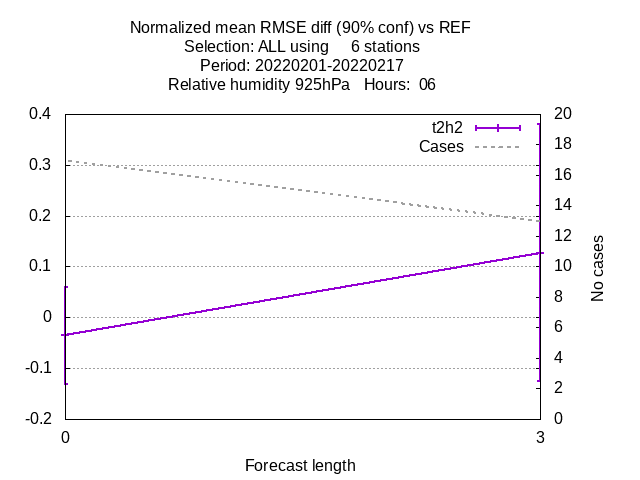 Normalized mean RMSE diff (90% conf) vs REF
Selection: ALL using     6 stations
Period: 20220201-20220217
Relative humidity 925hPa   Hours:  06
t2h2
Cases
0.4
0.3
0.2
0.1
0
-0.1
-0.2
20
18
16
14
12
10
8
6
4
2
0
No cases
0
3
Forecast length